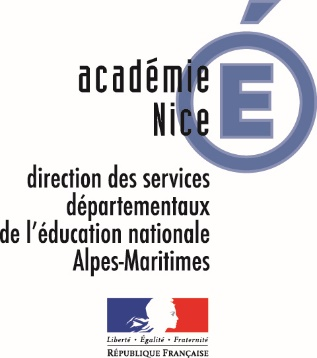 académie
Nice
É
direction des services
départementaux
de l'éducation nationale
Alpes-Maritimes
Liberté • Égalité • Fraternité
RÉPUBLIQUE FRANÇAISE